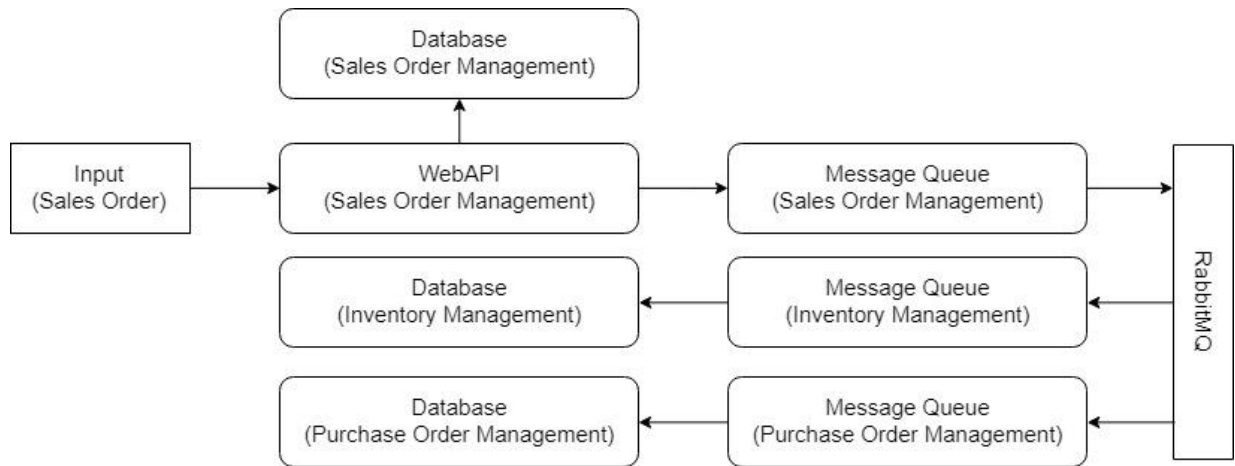 Database
(Sales Order Management)
Input
(Sales Order)
WebAPI
(Sales Order Management)
Message Queue
(Sales Order Management)
RabbitMQ
Database
(Inventory Management)
Message Queue
(Inventory Management)
Database
(Purchase Order Management)
Message Queue
(Purchase Order Management)